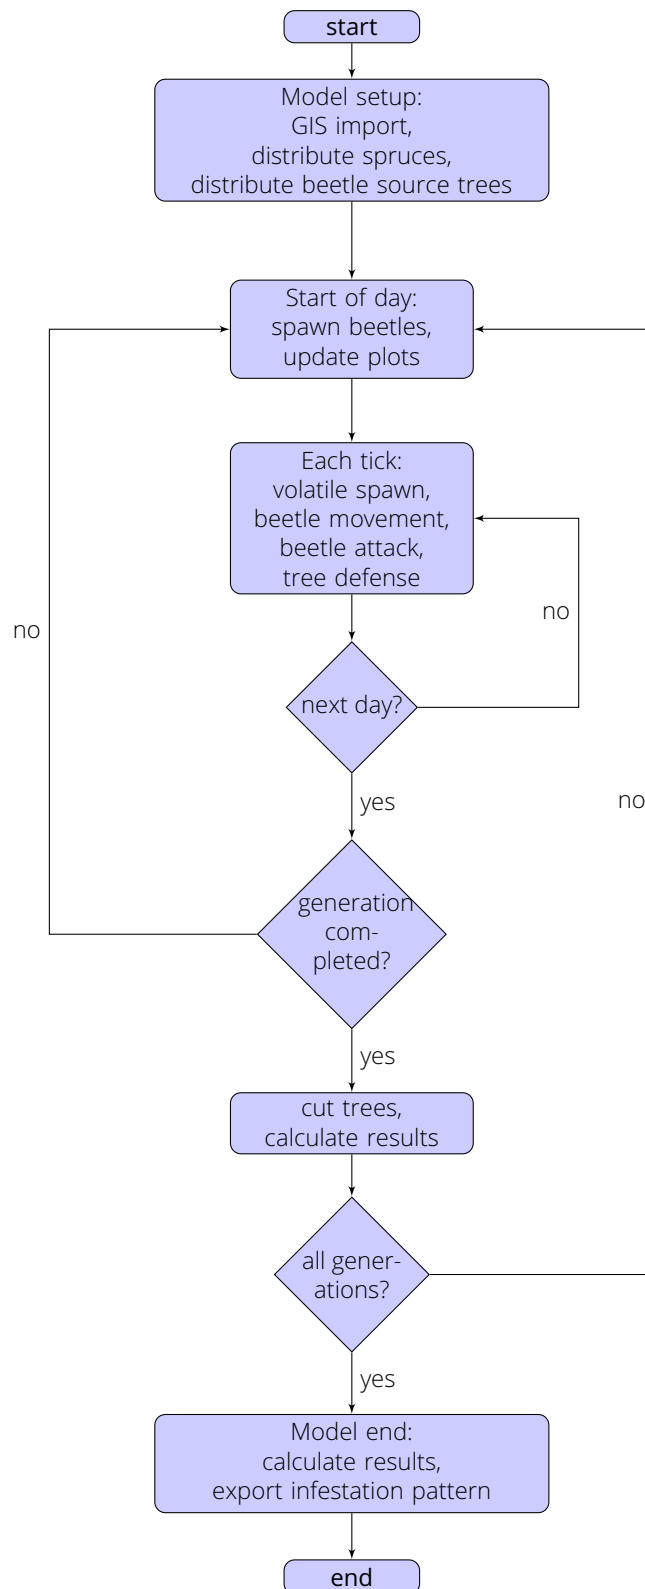 start
Model setup:
GIS import,
distribute spruces,
distribute beetle source trees
Start of day:
spawn beetles,
update plots
Each tick:
volatile spawn,
beetle movement,
beetle attack,
tree defense
no
no
next day?
yes
no
generation
com-
pleted?
yes
cut trees,
calculate results
all gener-
ations?
yes
Model end:
calculate results,
export infestation pattern
end